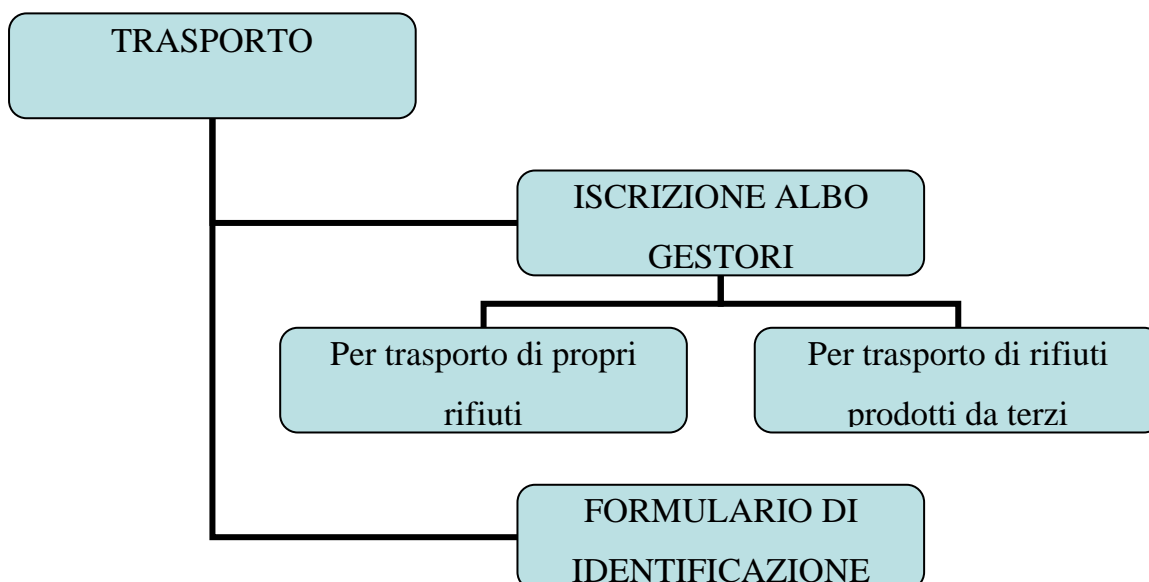 TRASPORTO
ISCRIZIONE ALBO
GESTORI
Per trasporto di propri
rifiuti
Per trasporto di rifiuti
prodotti da terzi
FORMULARIO DI
IDENTIFICAZIONE